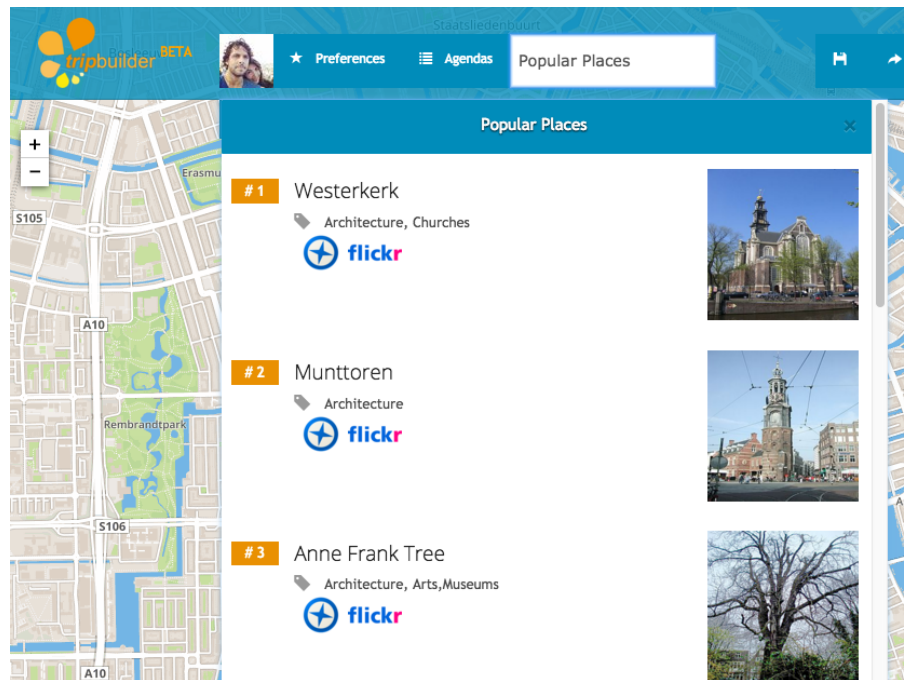 Staatsliedenbuurt
BETA
tripbuilder
Preferences
Agendas
Popular Places
Popular Places
×
+
−
Erasmu
S105
A10
Rembrandtpark
S106
A10
# 1
Westerkerk
Architecture, Churches
flickr
# 2
Munttoren
Architecture
flickr
# 3
Anne Frank Tree
Architecture, Arts,Museums
flickr